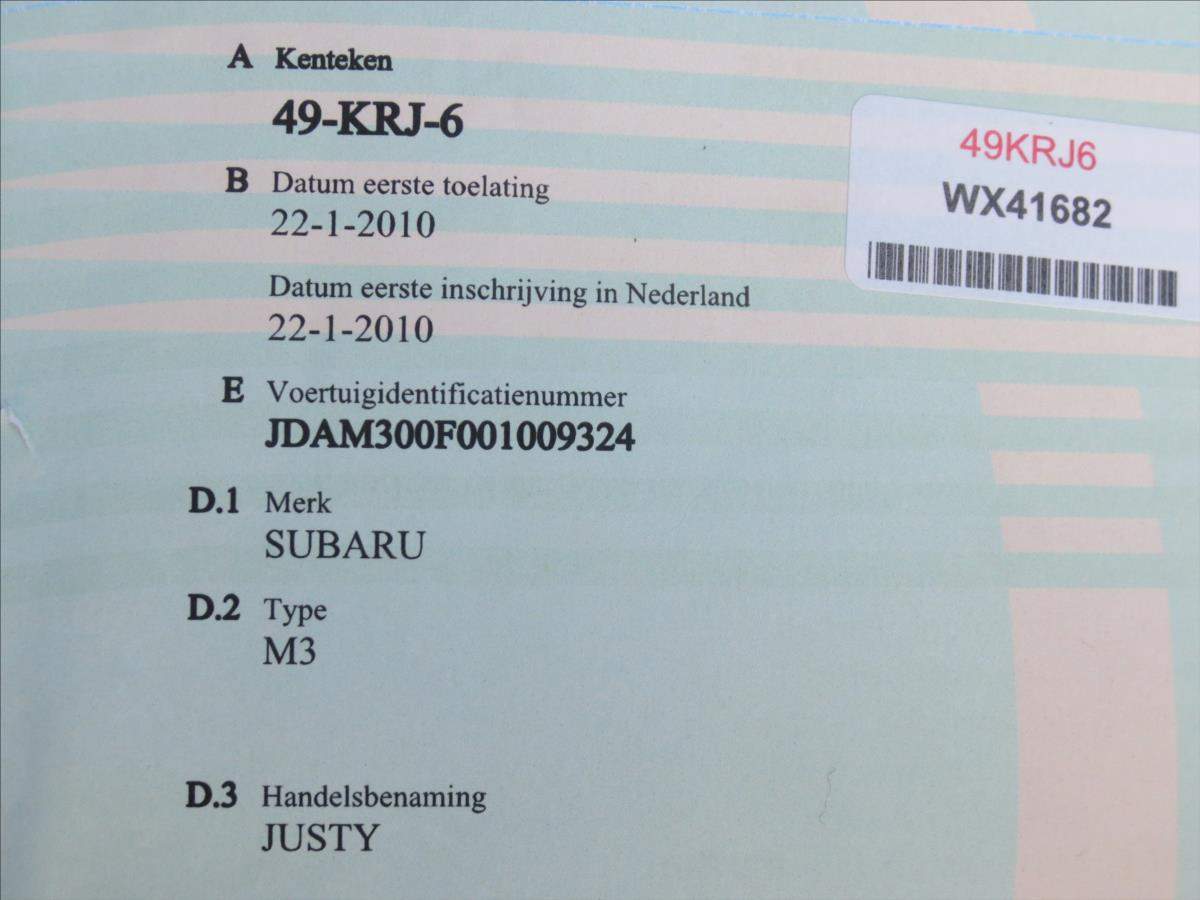 A Kenteken
49-KRJ-6
B Datum eerste toelating
22-1-2010
Datum eerste inschrijving in Nederland
22-1-2010
E Voertuigidentificatienummer
JDAM300F001009324
D.1 Merk
SUBARU
D.2 Type
M3
D.3 Handelsbenaming
JUSTY
49KRJ6
WX41682